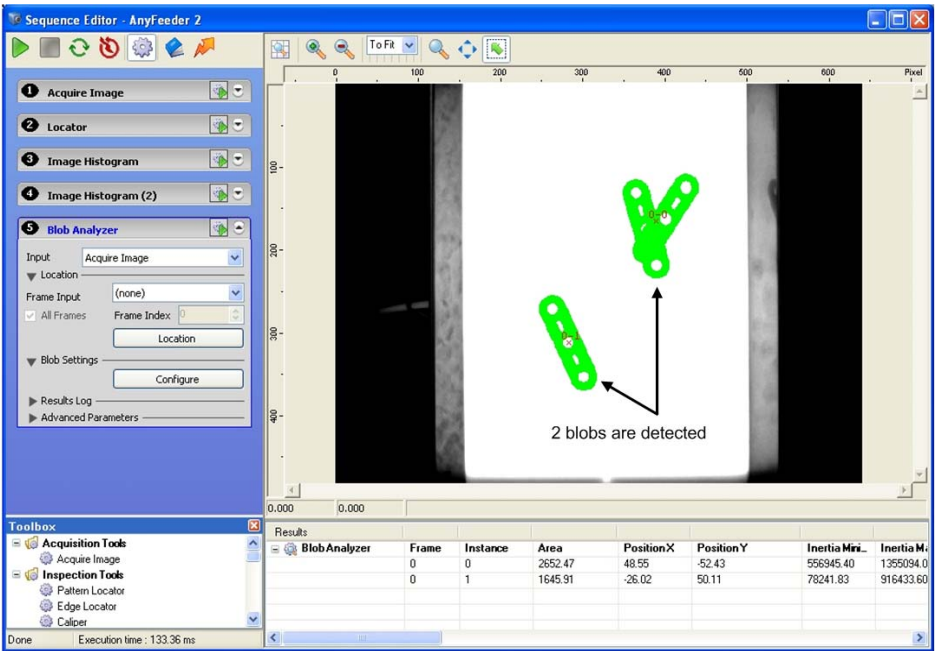 Sequence Editor - AnyFeeder 2
To Fit
0 100 200 300 400 500 600 Pixel
1 Acquire Image
2 Locator
3 Image Histogram
4 Image Histogram (2)
5 Blob Analyzer
Input Acquire Image
Location
Frame Input (none)
All Frames Frame Index 0
Location
Blob Settings
Configure
Results Log
Advanced Parameters
100
200
300
400
0-0
0-1
2 blobs are detected
0.000 0.000
Toolbox
Acquisition Tools
Acquire Image
Inspection Tools
Pattern Locator
Edge Locator
Caliper
Results
Blob Analyzer Frame Instance Area Position X Position Y Inertia Mini... Inertia Ma
0 0 2652.47 48.55 -52.43 556945.40 1355094.0
0 1 1645.91 -26.02 50.11 78241.83 916433.60
Done Execution time : 133.36 ms